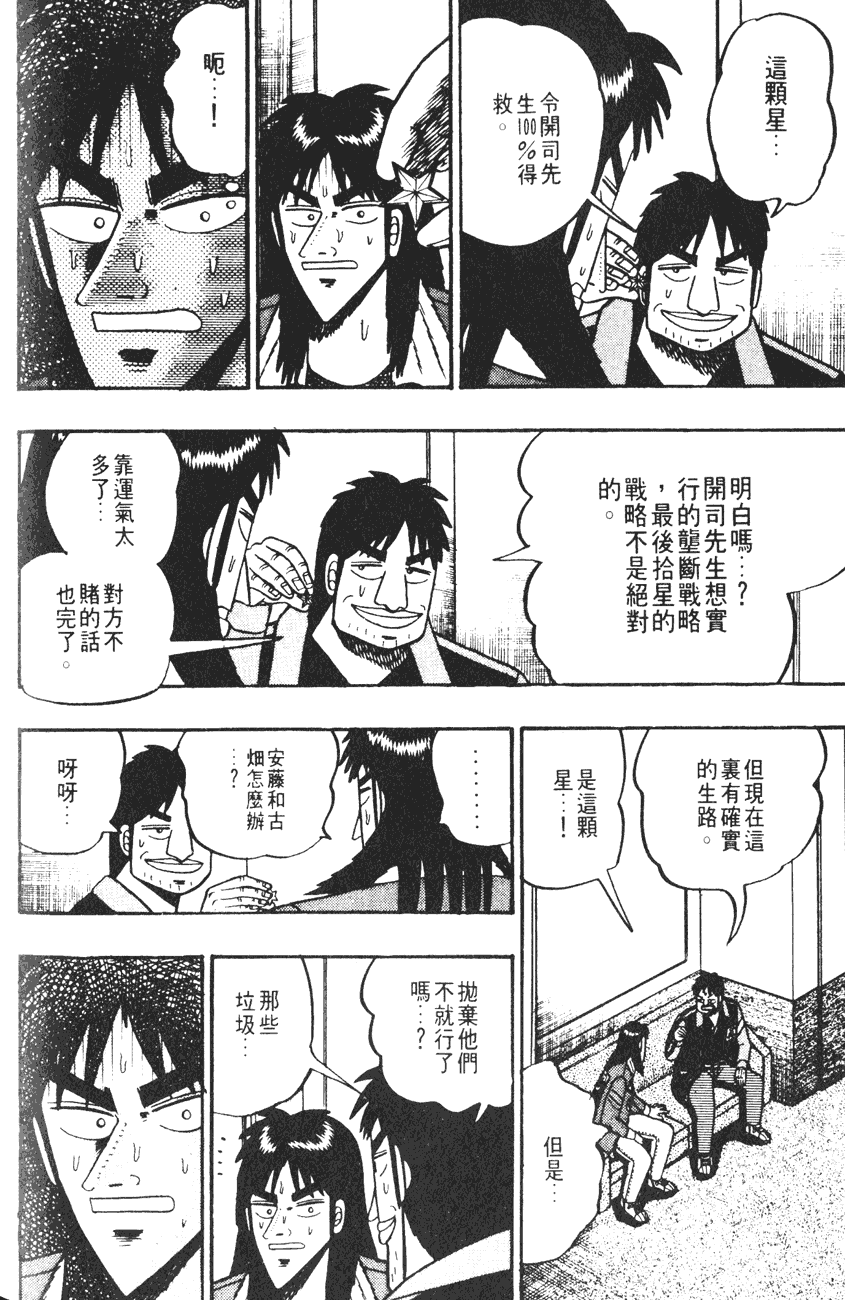 這顆星…
令開司先
生100%得
救。
呃…!
明白嗎…?
開司先生想實
行的壟斷戰略
,最後拾星的
戰略不是絕對
的。
靠運氣太
多了…
對方不
賭的話
也完了。
但現在這
裏有確實
的生路。
是這顆
星…!
但是…
………
安藤和古
畑怎麼辦
…?
呀呀…
拋棄他們
不就行了
嗎…?
那些
垃圾…
…